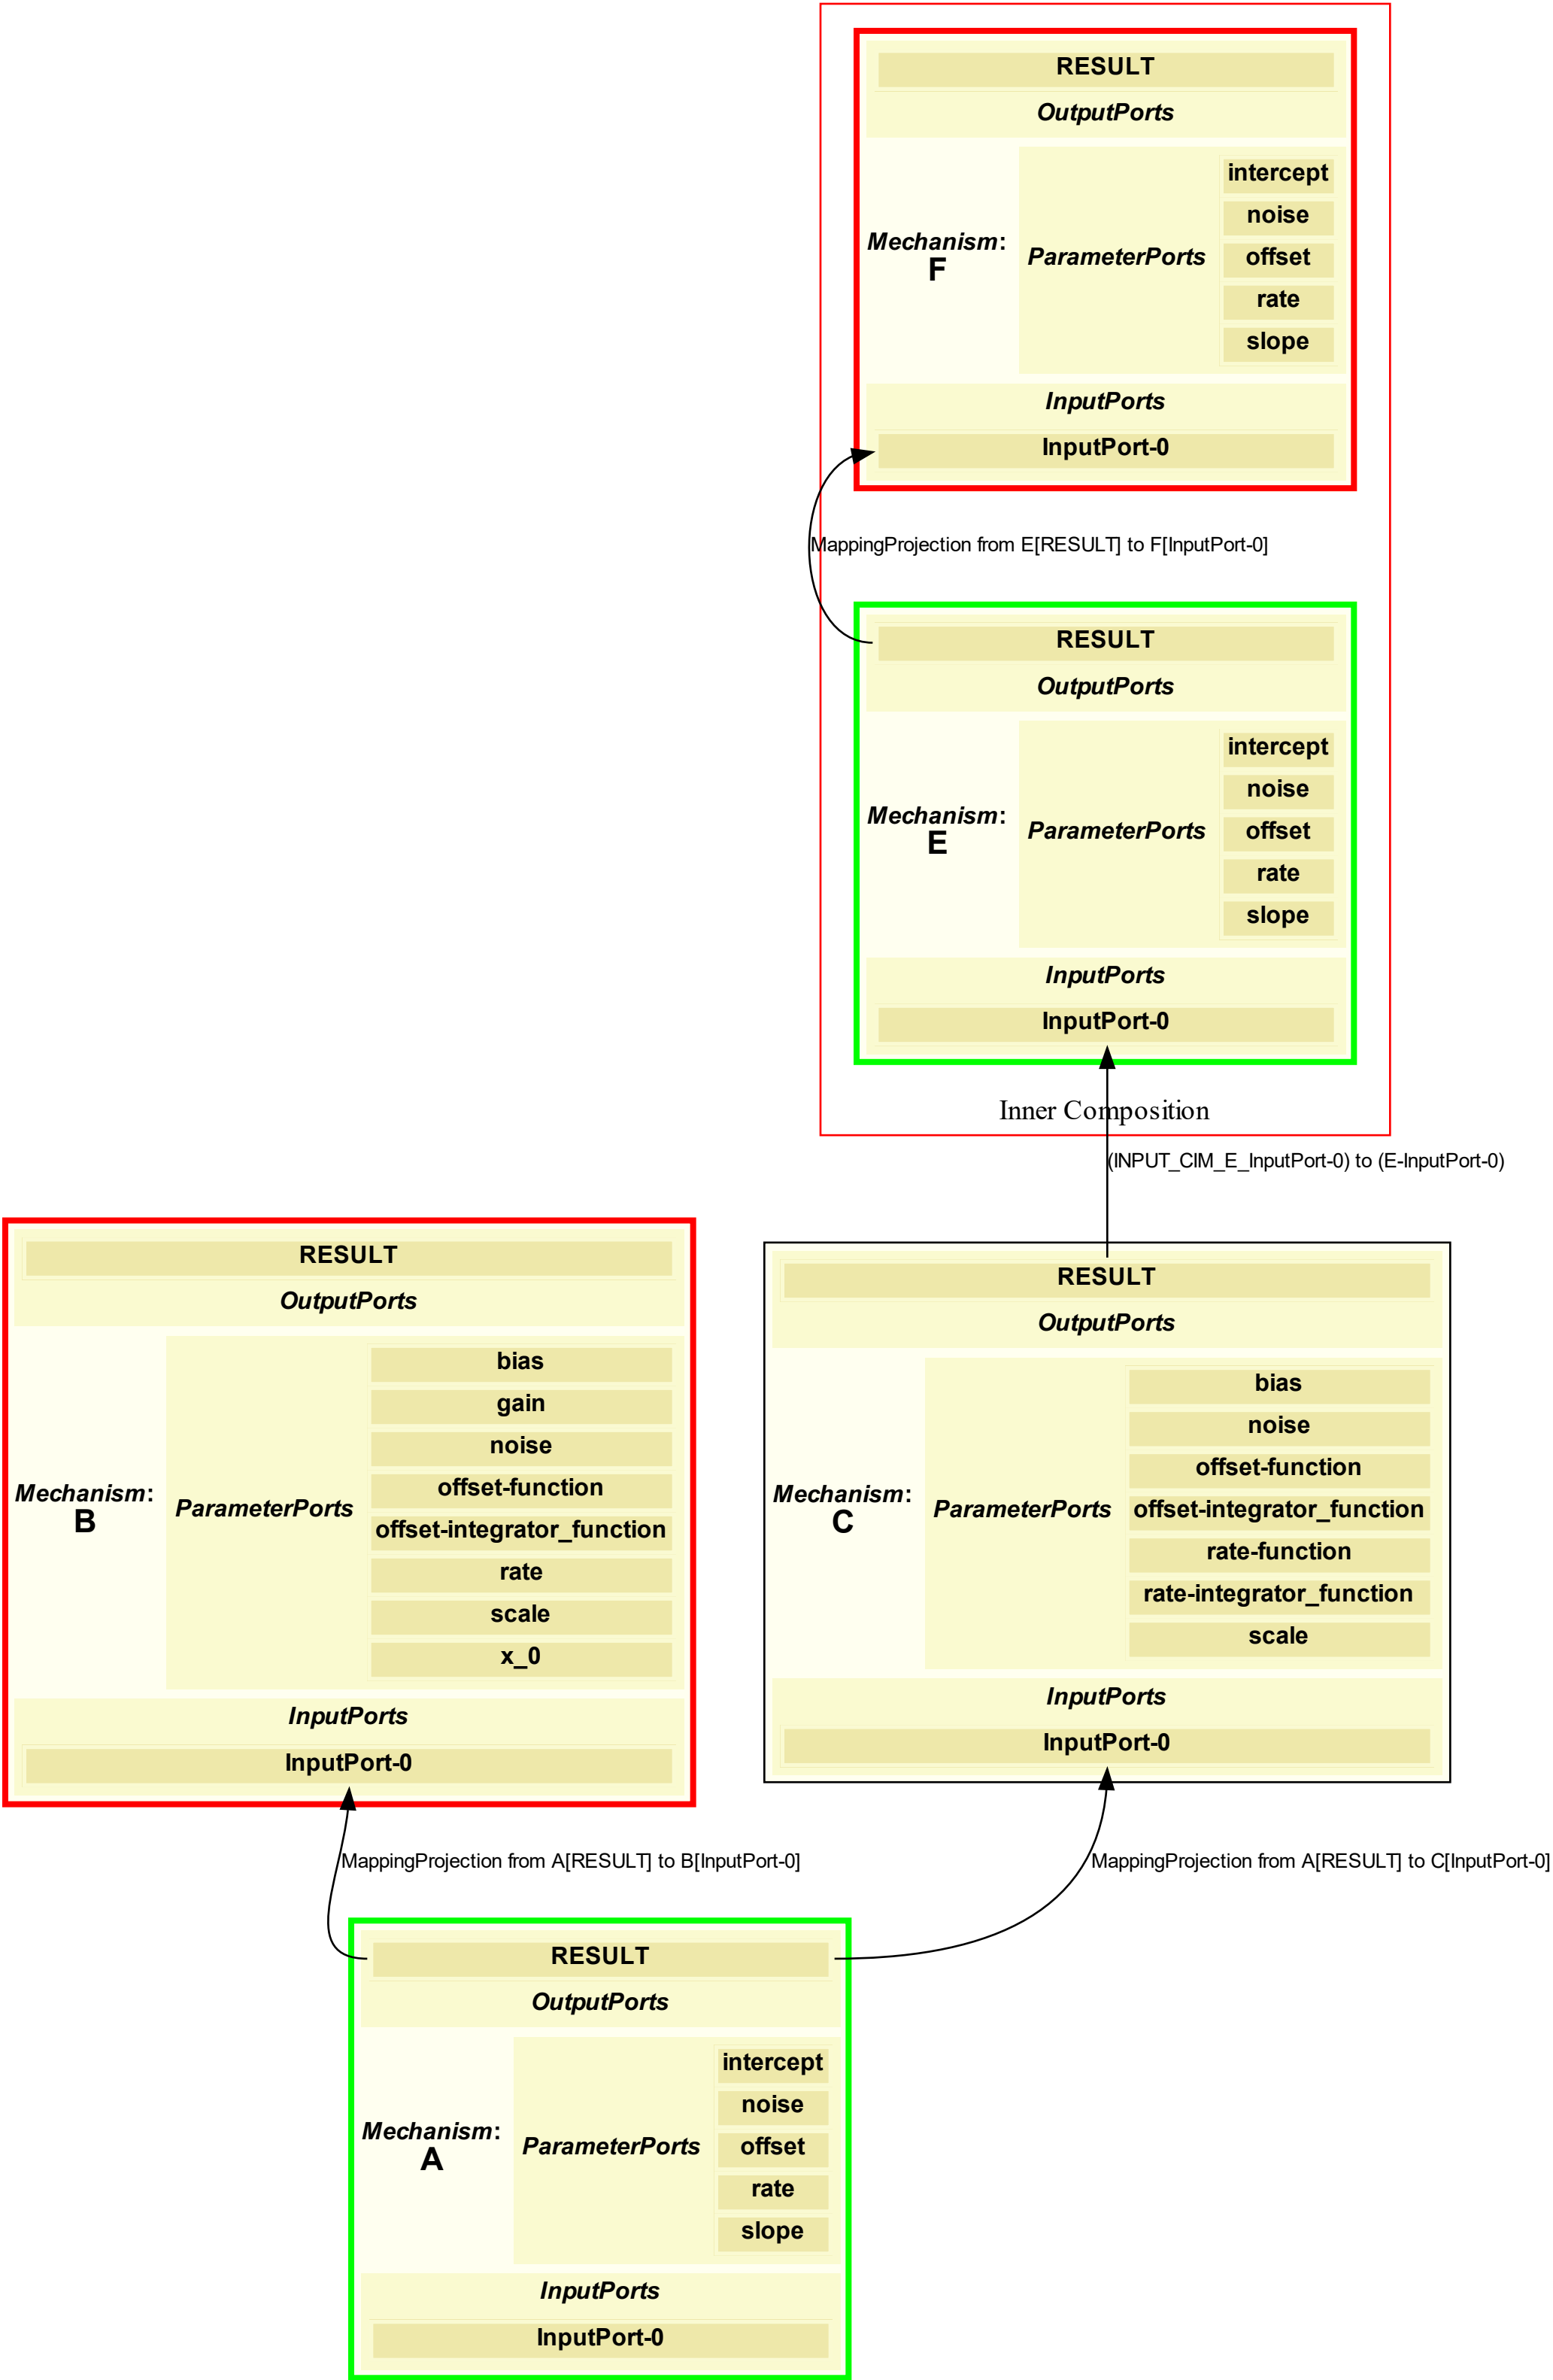 RESULT
OutputPorts
Mechanism:
F
ParameterPorts
intercept
noise
offset
rate
slope
InputPorts
InputPort-0
MappingProjection from E[RESULT] to F[InputPort-0]
RESULT
OutputPorts
Mechanism:
E
ParameterPorts
intercept
noise
offset
rate
slope
InputPorts
InputPort-0
Inner Composition
(INPUT_CIM_E_InputPort-0) to (E-InputPort-0)
RESULT
OutputPorts
Mechanism:
B
ParameterPorts
bias
gain
noise
offset-function
offset-integrator_function
rate
scale
x_0
InputPorts
InputPort-0
RESULT
OutputPorts
Mechanism:
C
ParameterPorts
bias
noise
offset-function
offset-integrator_function
rate-function
rate-integrator_function
scale
InputPorts
InputPort-0
MappingProjection from A[RESULT] to B[InputPort-0]
MappingProjection from A[RESULT] to C[InputPort-0]
RESULT
OutputPorts
Mechanism:
A
ParameterPorts
intercept
noise
offset
rate
slope
InputPorts
InputPort-0